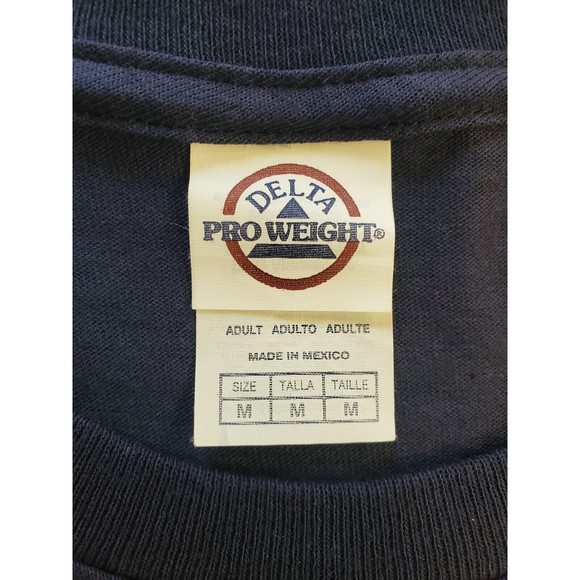 DELTA
PRO WEIGHT®
ADULT ADULTO ADULTE
MADE IN MEXICO
SIZE TALLA TAILLE
M M M